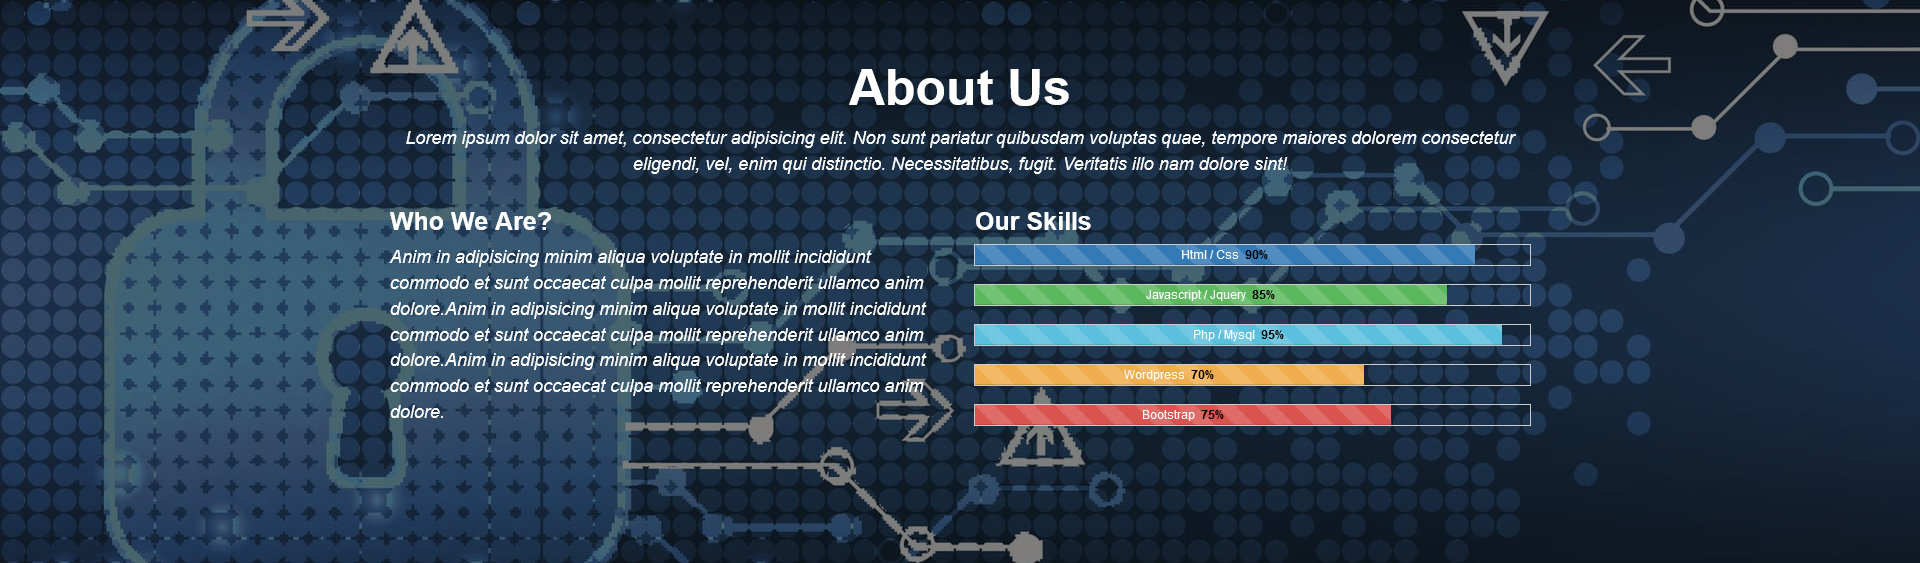 About Us
Lorem ipsum dolor sit amet, consectetur adipisicing elit. Non sunt pariatur quibusdam voluptas quae, tempore maiores dolorem consectetur
eligendi, vel, enim qui distinctio. Necessitatibus, fugit. Veritatis illo nam dolore sint!
Who We Are?
Anim in adipisicing minim aliqua voluptate in mollit incididunt
commodo et sunt occaecat culpa mollit reprehenderit ullamco anim
dolore.Anim in adipisicing minim aliqua voluptate in mollit incididunt
commodo et sunt occaecat culpa mollit reprehenderit ullamco anim
dolore.Anim in adipisicing minim aliqua voluptate in mollit incididunt
commodo et sunt occaecat culpa mollit reprehenderit ullamco anim
dolore.
Our Skills
Html / Css 90%
Javascript / Jquery 85%
Php / Mysql 95%
Wordpress 70%
Bootstrap 75%